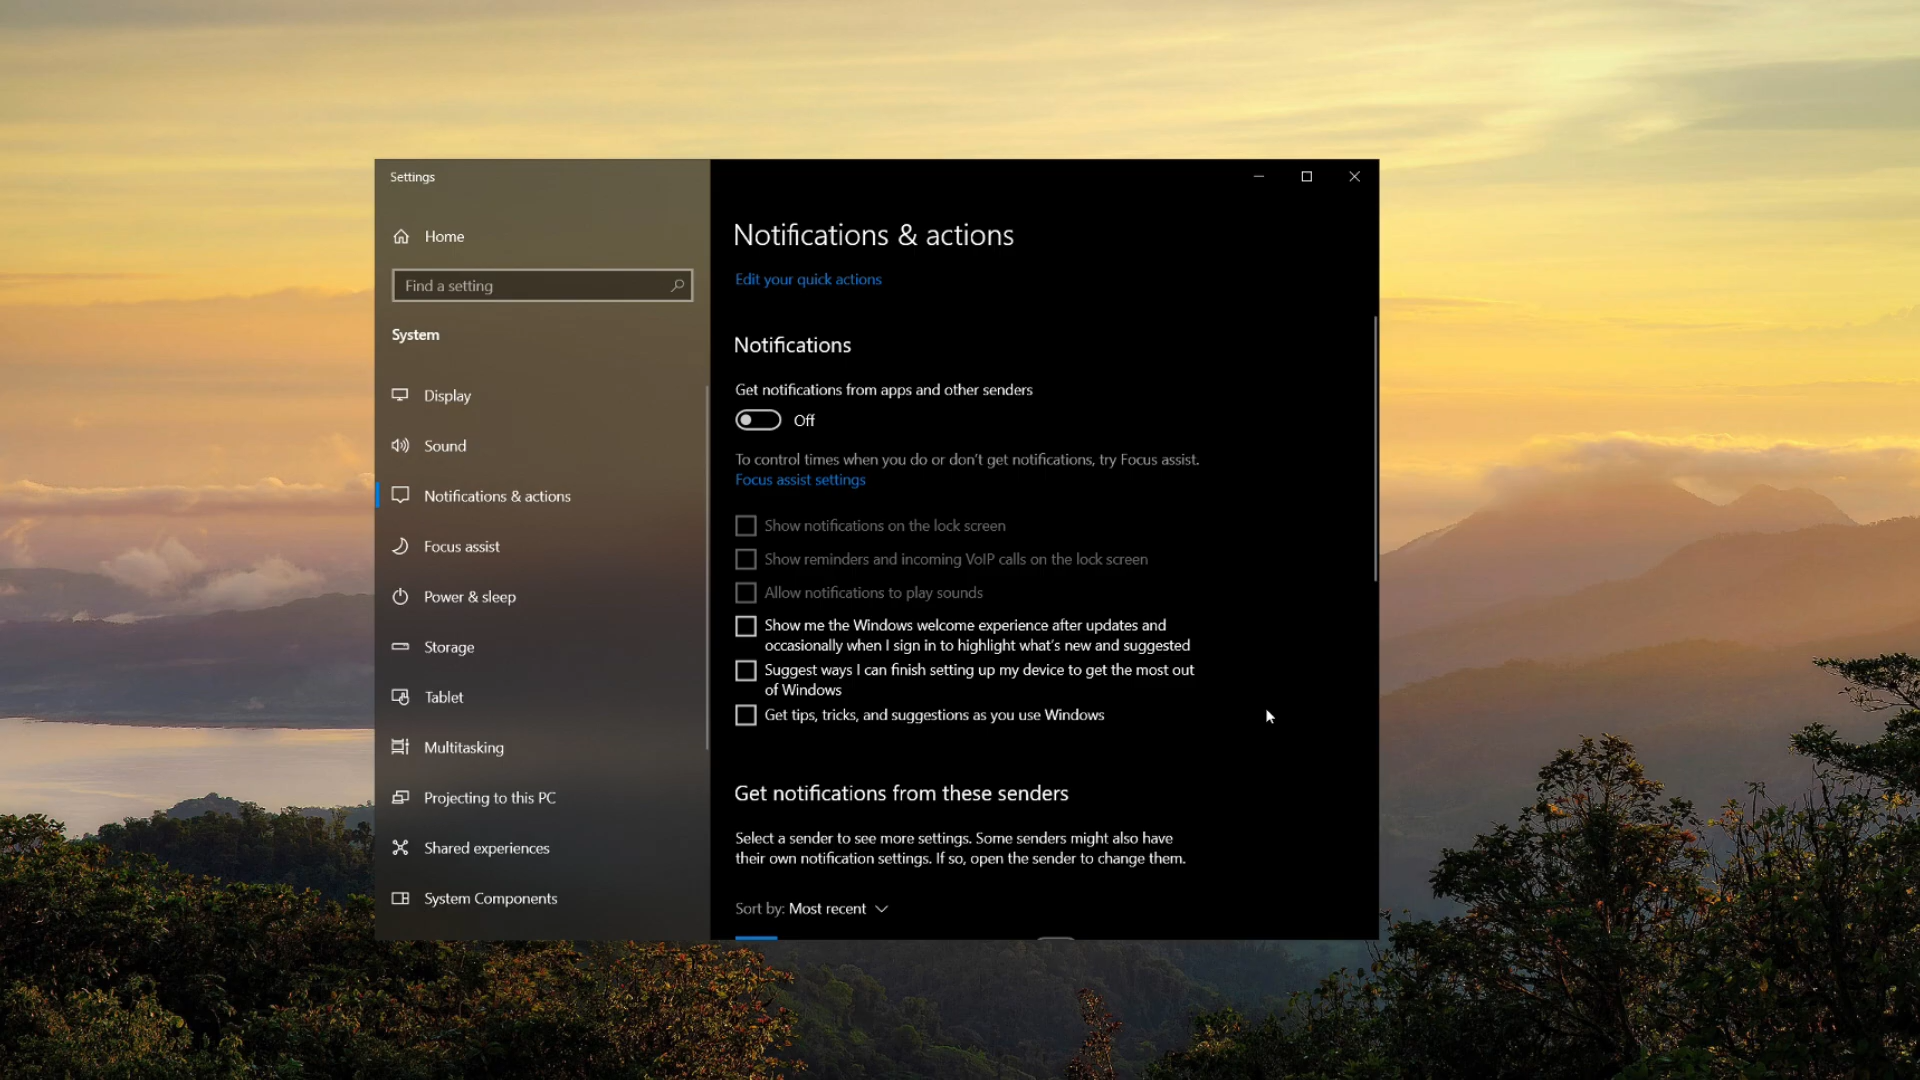 Settings
Home
Find a setting
System
Display
Sound
Notifications & actions
Focus assist
Power & sleep
Storage
Tablet
Multitasking
Projecting to this PC
Shared experiences
System Components
Notifications & actions
Edit your quick actions
Notifications
Get notifications from apps and other senders
Off
To control times when you do or don't get notifications, try Focus assist.
Focus assist settings
Show notifications on the lock screen
Show reminders and incoming VoIP calls on the lock screen
Allow notifications to play sounds
Show me the Windows welcome experience after updates and
occasionally when I sign in to highlight what's new and suggested
Suggest ways I can finish setting up my device to get the most out
of Windows
Get tips, tricks, and suggestions as you use Windows
Get notifications from these senders
Select a sender to see more settings. Some senders might also have
their own notification settings. If so, open the sender to change them.
Sort by: Most recent